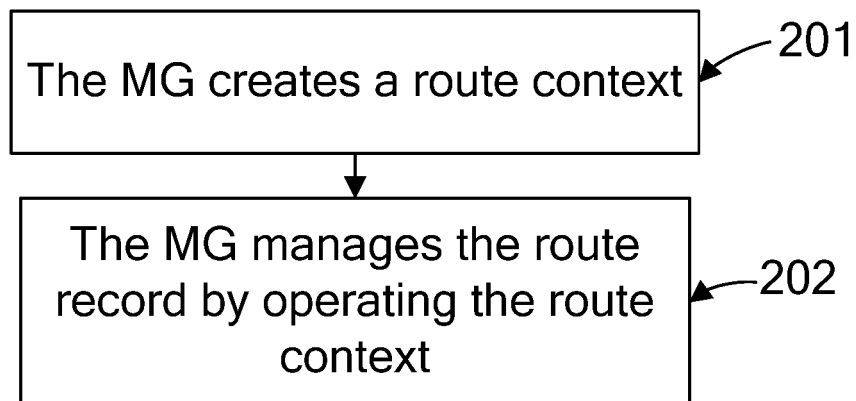 The MG creates a route context
201
The MG manages the route
record by operating the route
context
202